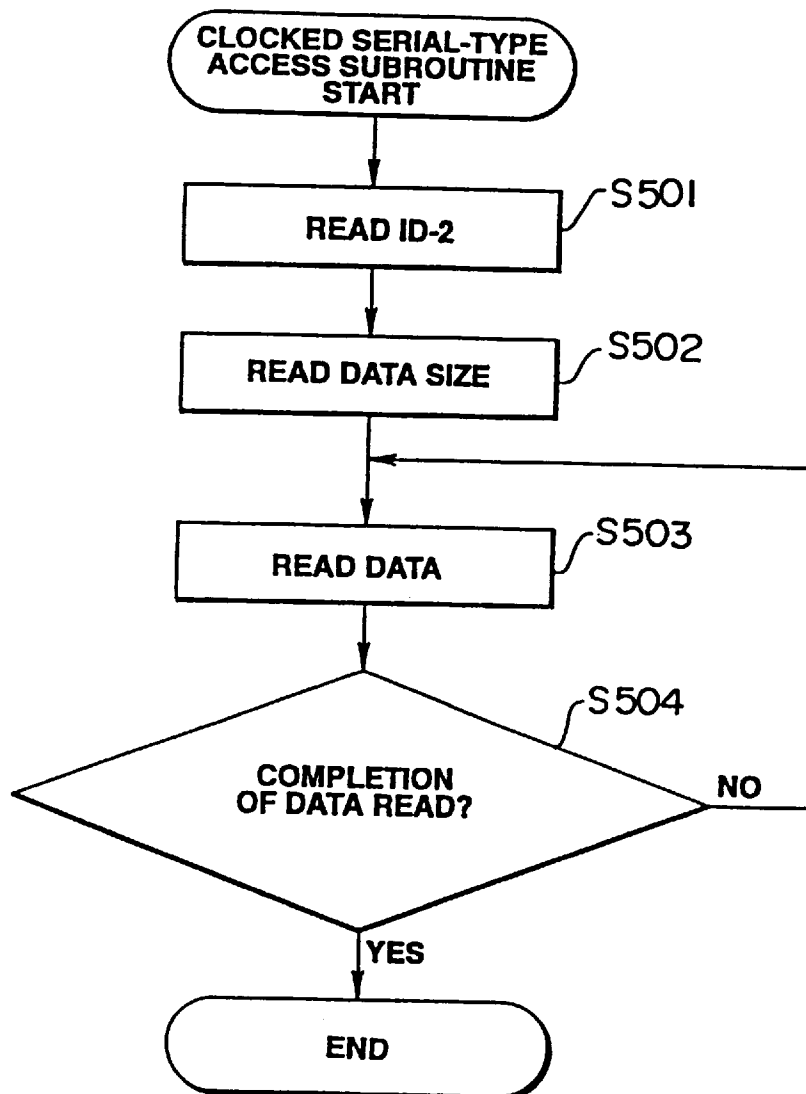 CLOCKED SERIAL-TYPE
ACCESS SUBROUTINE
START
S501
READ ID-2
S502
READ DATA SIZE
S503
READ DATA
S504
COMPLETION
OF DATA READ?
NO
YES
END